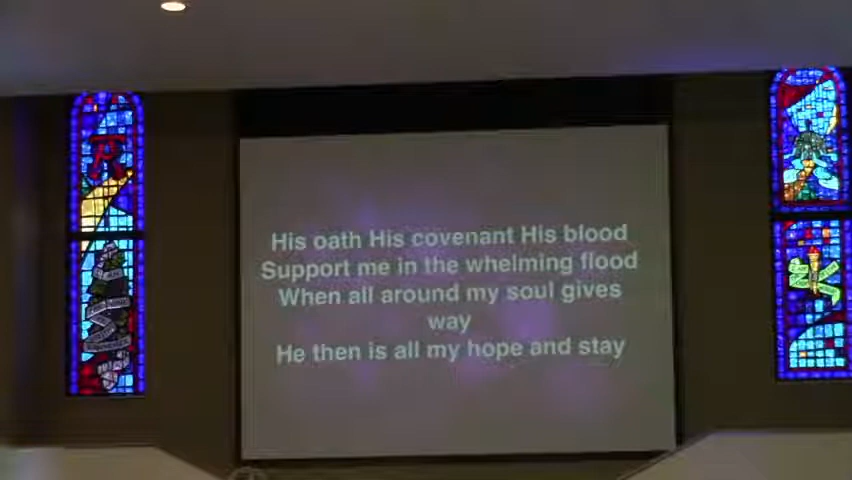 His oath His covenant His blood
Support me in the whelming flood
When all around my soul gives
way
He then is all my hope and stay